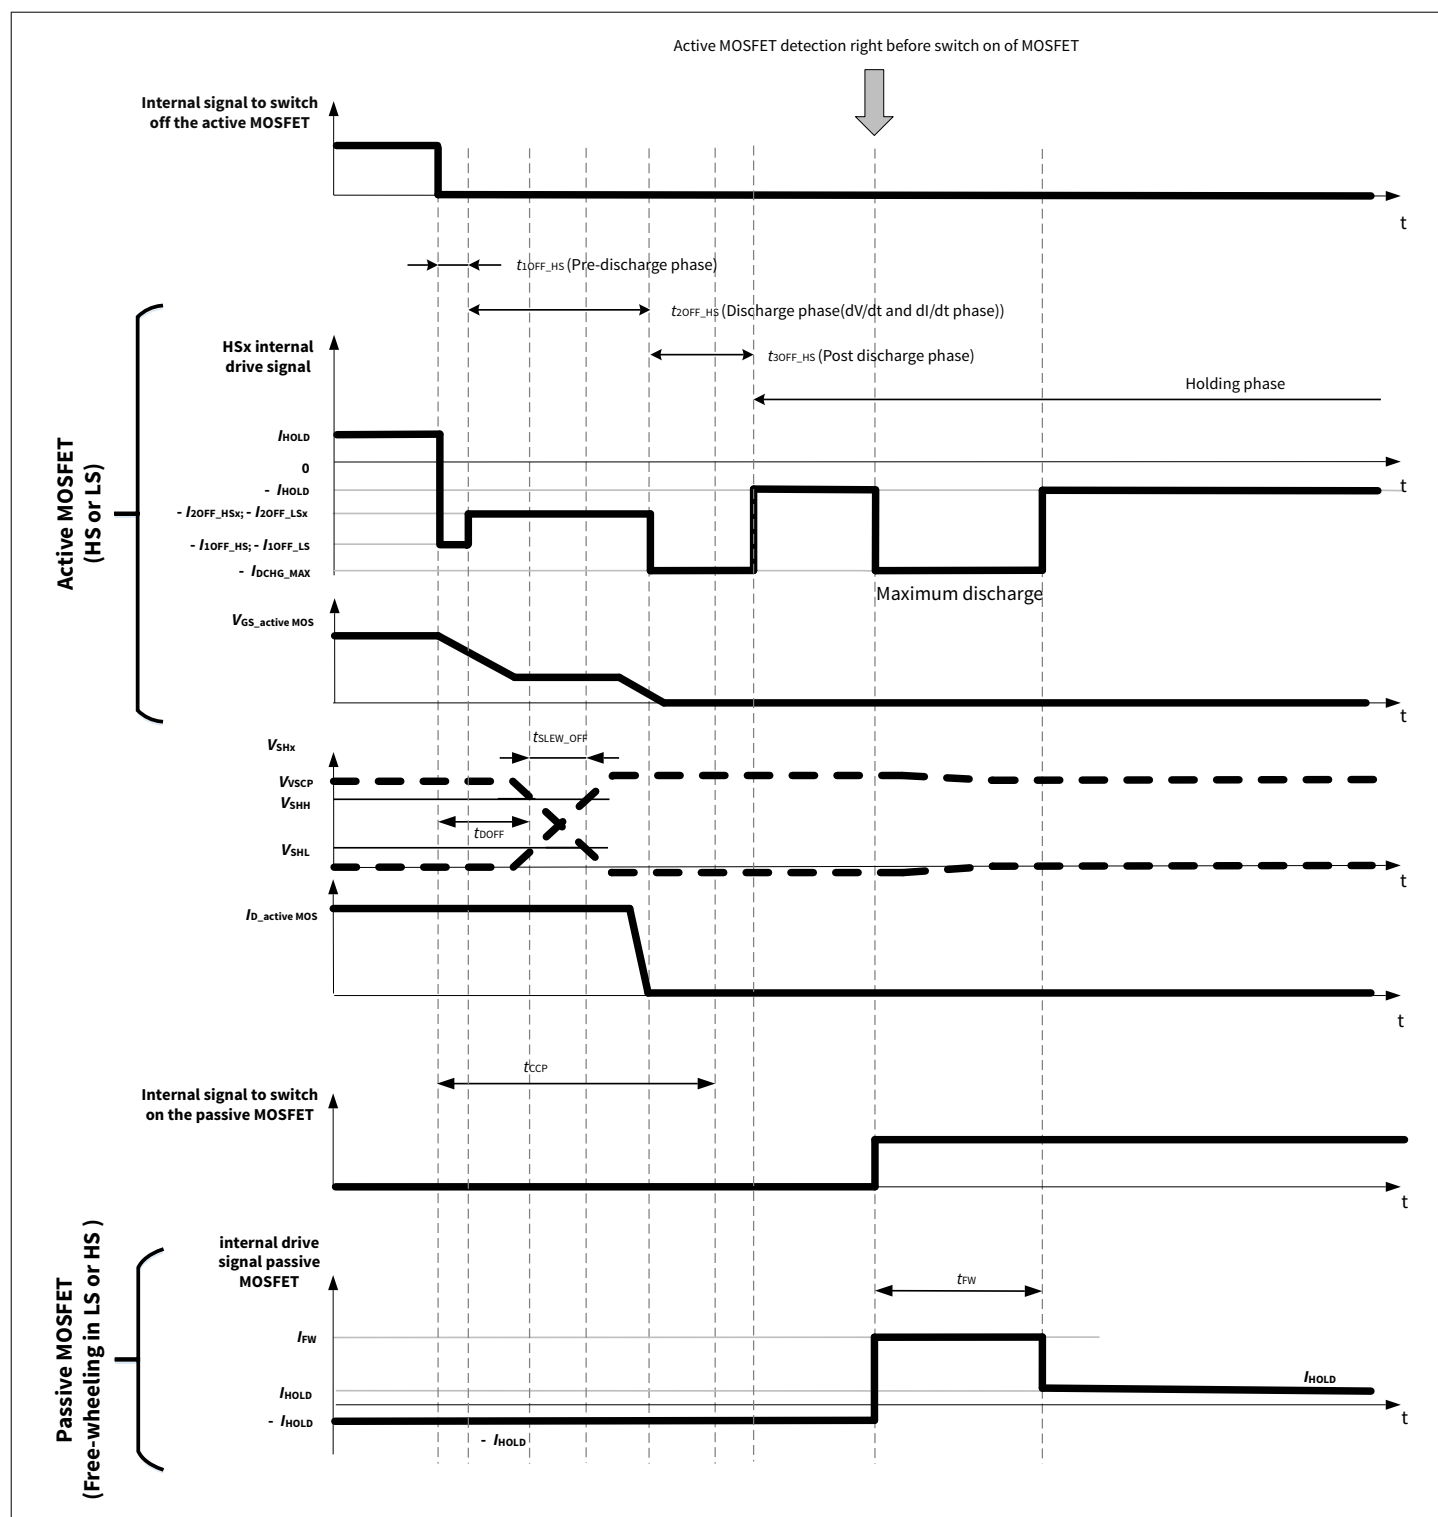 Active MOSFET detection right before switch on of MOSFET
Internal signal to switch
off the active MOSFET
t
t1OFF_HS (Pre-discharge phase)
t2OFF_HS (Discharge phase(dV/dt and dI/dt phase))
t3OFF_HS (Post discharge phase)
Holding phase
HSx internal
drive signal
Active MOSFET
(HS or LS)
IHOLD
0
- IHOLD
t
- I2OFF_HSx; - I2OFF_LSx
- I1OFF_HS; - I1OFF_LS
- IDCHG_MAX
Maximum discharge
VGS_active MOS
t
VSHx
tSLEW_OFF
VVSCP
VSHH
tDOFF
VSHL
t
ID_active MOS
t
tCCP
Internal signal to switch
on the passive MOSFET
t
Passive MOSFET
(Free-wheeling in LS or HS )
internal drive
signal passive
MOSFET
tFW
IFW
IHOLD
IHOLD
- IHOLD
t
- IHOLD